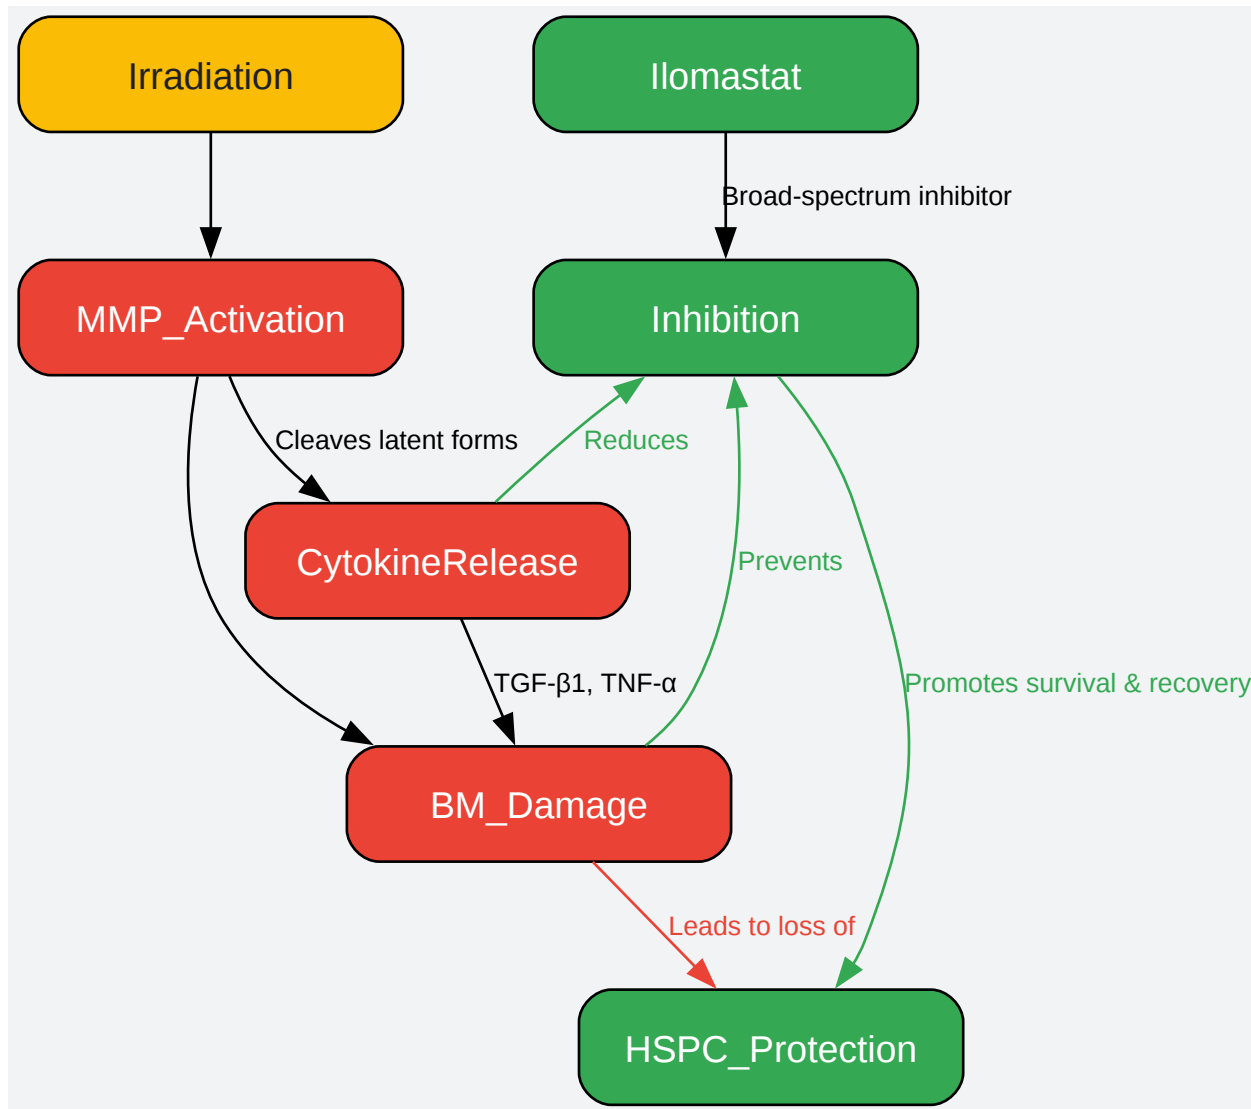 Irradiation
Ilomastat
Broad-spectrum inhibitor
MMP_Activation
Inhibition
Cleaves latent forms
Reduces
CytokineRelease
Prevents
TGF-β1, TNF-α
Promotes survival & recovery
BM_Damage
Leads to loss of
HSPC_Protection